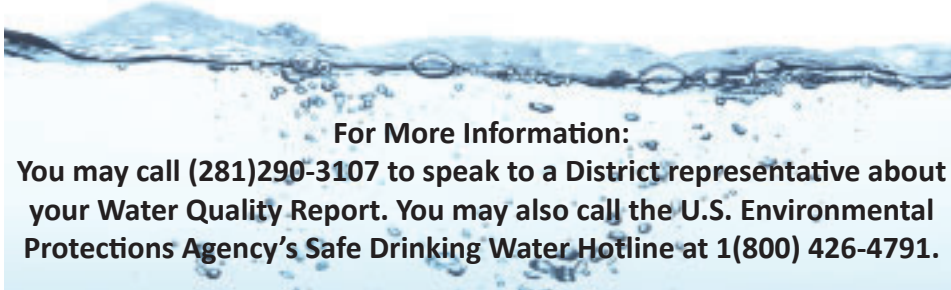 For More Information:
You may call (281)290-3107 to speak to a District representative about
your Water Quality Report. You may also call the U.S. Environmental
Protections Agency’s Safe Drinking Water Hotline at 1(800) 426-4791.